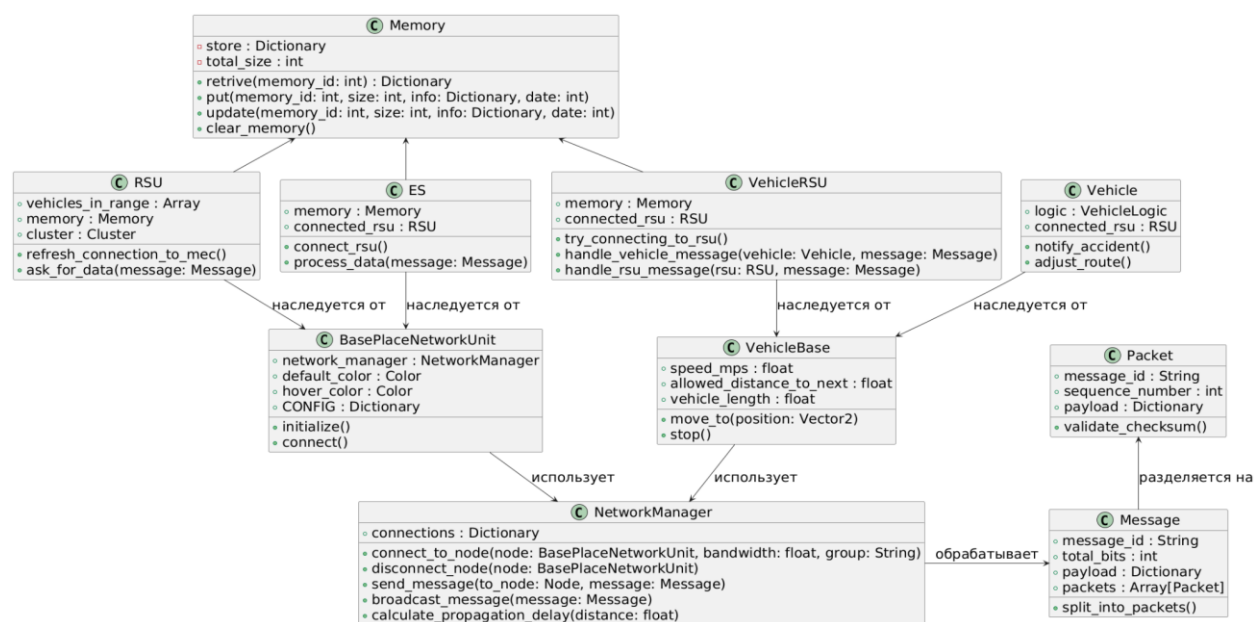 C Memory
store : Dictionary
total_size : int
retrive(memory_id: int) : Dictionary
put(memory_id: int, size: int, info: Dictionary, date: int)
update(memory_id: int, size: int, info: Dictionary, date: int)
clear_memory()
C RSU
vehicles_in_range : Array
memory : Memory
cluster : Cluster
refresh_connection_to_mec()
ask_for_data(message: Message)
C ES
memory : Memory
connected_rsu : RSU
connect_rsu()
process_data(message: Message)
C VehicleRSU
memory : Memory
connected_rsu : RSU
try_connecting_to_rsu()
handle_vehicle_message(vehicle: Vehicle, message: Message)
handle_rsu_message(rsu: RSU, message: Message)
C Vehicle
logic : VehicleLogic
connected_rsu : RSU
notify_accident()
adjust_route()
наследуется от
наследуется от
наследуется от
наследуется от
C BasePlaceNetworkUnit
network_manager : NetworkManager
default_color : Color
hover_color : Color
CONFIG : Dictionary
initialize()
connect()
C VehicleBase
speed_mps : float
allowed_distance_to_next : float
vehicle_length : float
move_to(position: Vector2)
stop()
C Packet
message_id : String
sequence_number : int
payload : Dictionary
validate_checksum()
использует
использует
разделяется на
C NetworkManager
connections : Dictionary
connect_to_node(node: BasePlaceNetworkUnit, bandwidth: float, group: String)
disconnect_node(node: BasePlaceNetworkUnit)
send_message(to_node: Node, message: Message)
broadcast_message(message: Message)
calculate_propagation_delay(distance: float)
обрабатывает
C Message
message_id : String
total_bits : int
payload : Dictionary
packets : Array[Packet]
split_into_packets()